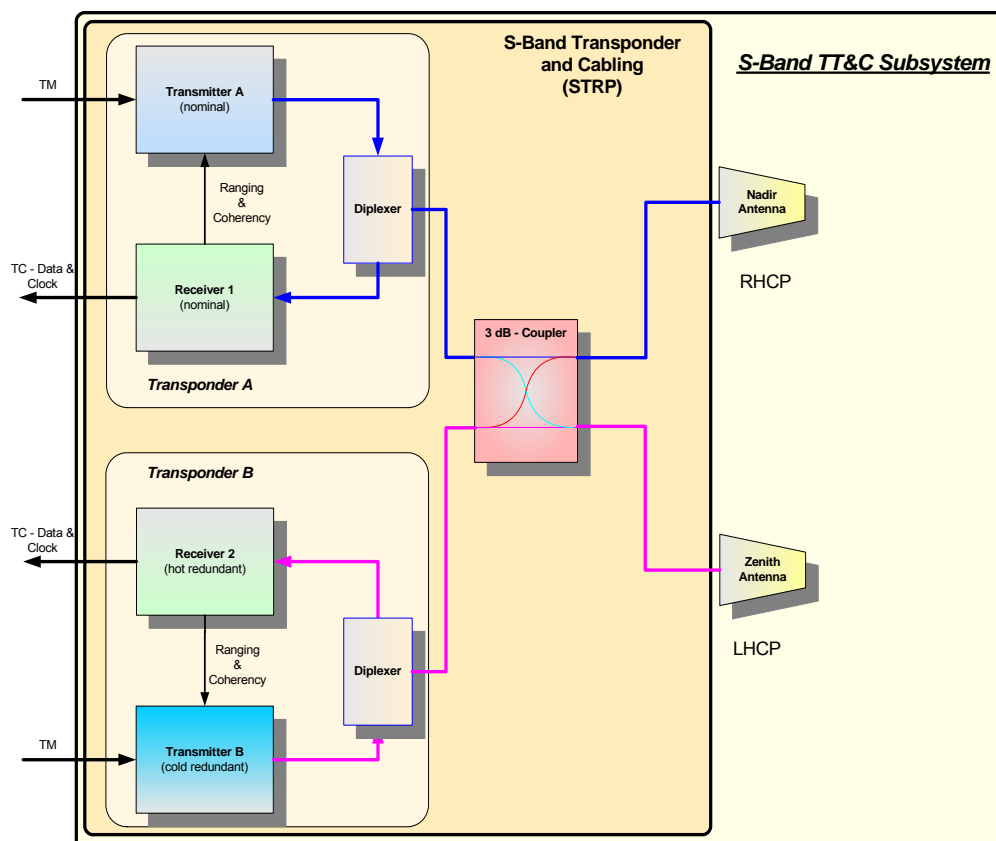 S-Band Transponder
and Cabling
(STRP)
S-Band TT&C Subsystem
TM
Transmitter A
(nominal)
Ranging
&
Coherency
Diplexer
Nadir
Antenna
RHCP
TC - Data &
Clock
Receiver 1
(nominal)
Transponder A
3 dB - Coupler
Transponder B
TC - Data &
Clock
Receiver 2
(hot redundant)
Zenith
Antenna
LHCP
Ranging
&
Coherency
Diplexer
TM
Transmitter B
(cold redundant)